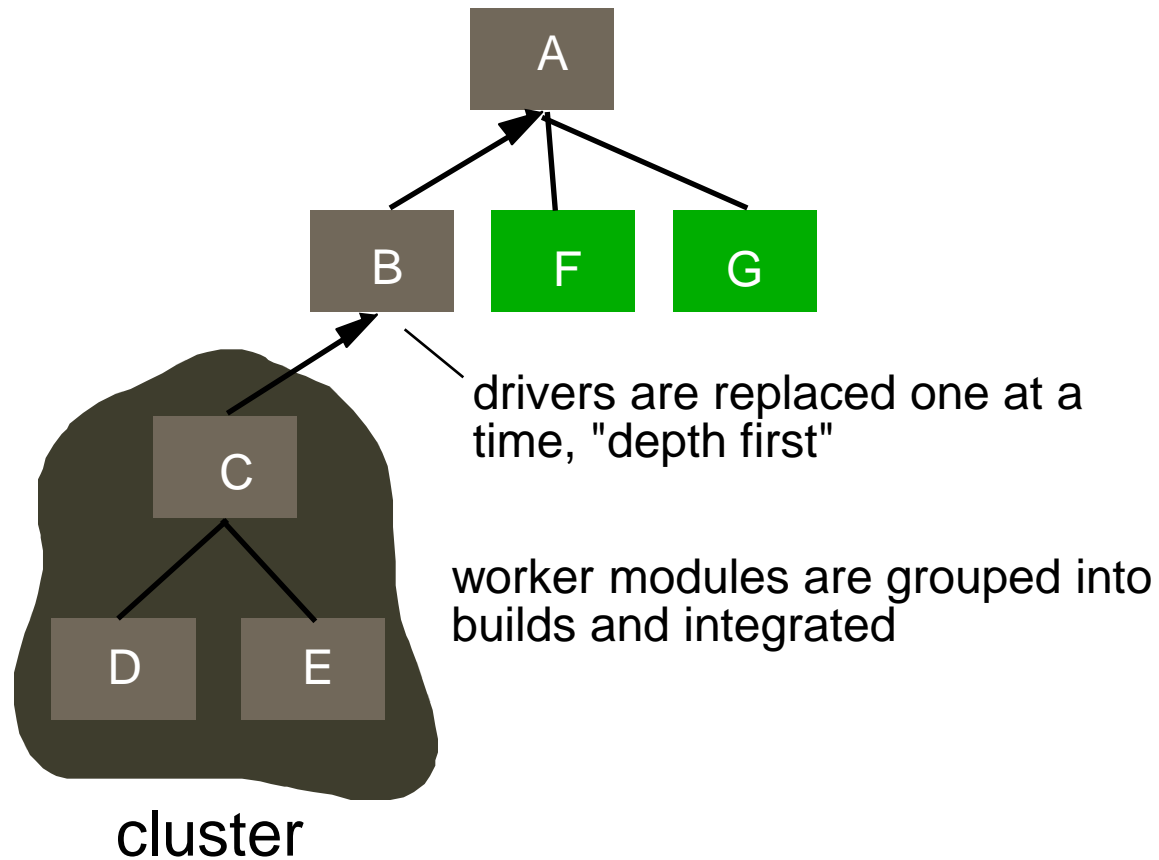 A
B
F
G
drivers are replaced one at a
time, "depth first"
C
worker modules are grouped into
builds and integrated
D
E
cluster